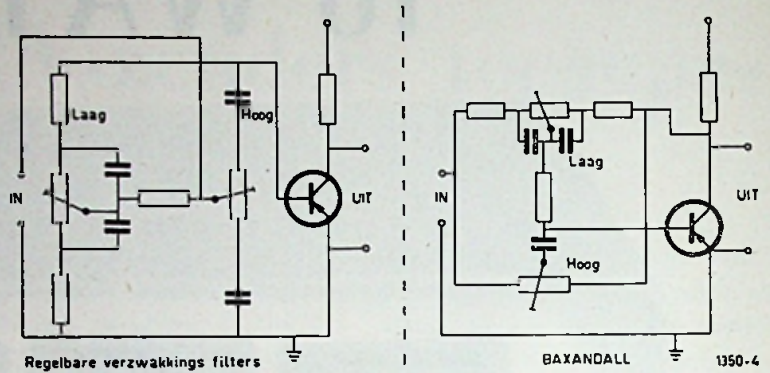 Laag
Hoog
IN
UIT
Regelbare verzwakkings filters
Laag
IN
UIT
Hoog
BAXANDALL
1350-4